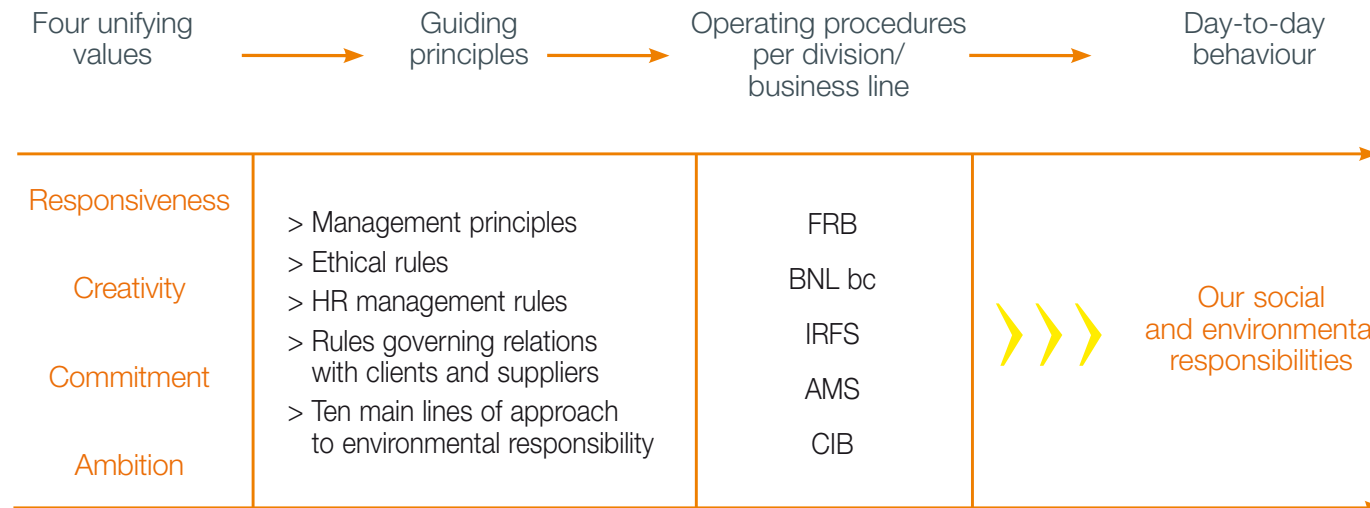 Four unifying
values
Guiding
principles
Operating procedures
per division/
business line
Day-to-day
behaviour
Responsiveness
Creativity
Commitment
Ambition
> Management principles
> Ethical rules
> HR management rules
> Rules governing relations
with clients and suppliers
> Ten main lines of approach
to environmental responsibility
FRB
BNL bc
IRFS
AMS
CIB
Our social
and environmenta
responsibilities